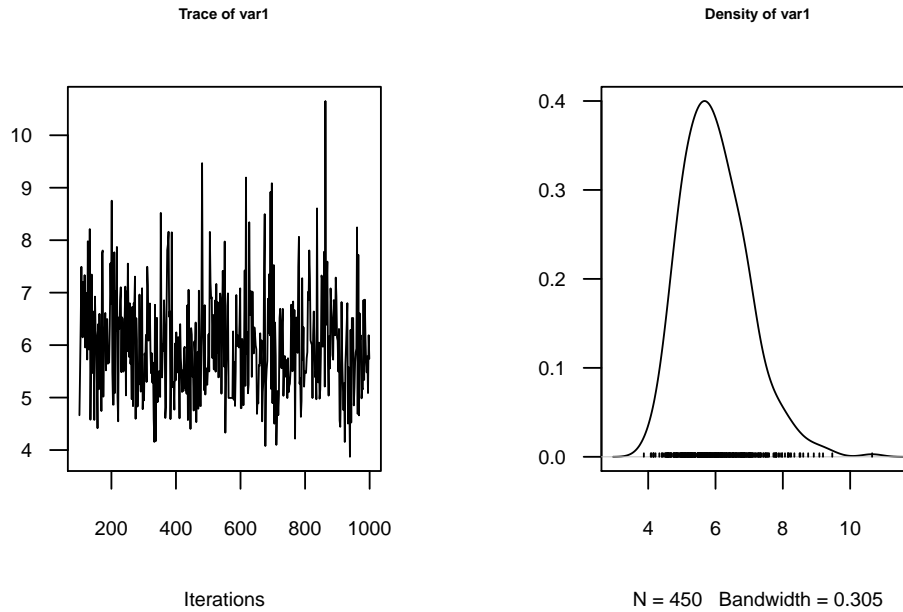 Trace of var1
10
9
8
7
6
5
4
200 400 600 800 1000
Iterations
Density of var1
0.4
0.3
0.2
0.1
0.0
4 6 8 10
N = 450 Bandwidth = 0.305